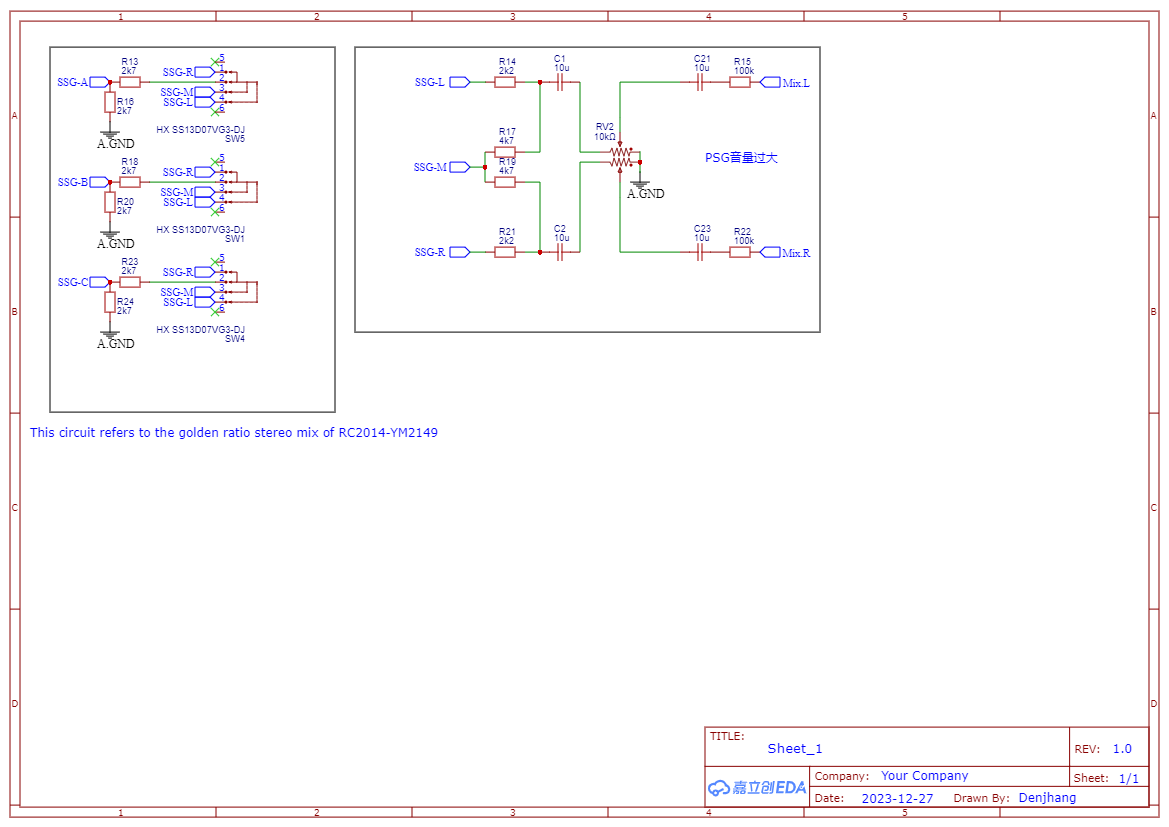 1 2 3 4 5
A A
B B
C C
D D
1 2 3 4 5
R13
2k7
SSG-A
R16
2k7
A.GND
5
SSG-R 1
2
SSG-M 3
SSG-L 4
6
HX SS13D07VG3-DJ
SW5
R18
2k7
SSG-B
R20
2k7
A.GND
5
SSG-R 1
2
SSG-M 3
SSG-L 4
6
HX SS13D07VG3-DJ
SW1
R23
2k7
SSG-C
R24
2k7
A.GND
5
SSG-R 1
2
SSG-M 3
SSG-L 4
6
HX SS13D07VG3-DJ
SW4
This circuit refers to the golden ratio stereo mix of RC2014-YM2149
SSG-L
R14
2k2
C1
10u
C21
10u
R15
100k
Mix.L
R17
4k7
SSG-M
R19
4k7
RV2
10kΩ
A.GND
PSG音量过大
SSG-R
R21
2k2
C2
10u
C23
10u
R22
100k
Mix.R
TITLE:
Sheet_1
REV: 1.0
嘉立创EDA
Company: Your Company
Sheet: 1/1
Date: 2023-12-27 Drawn By: Denjhang